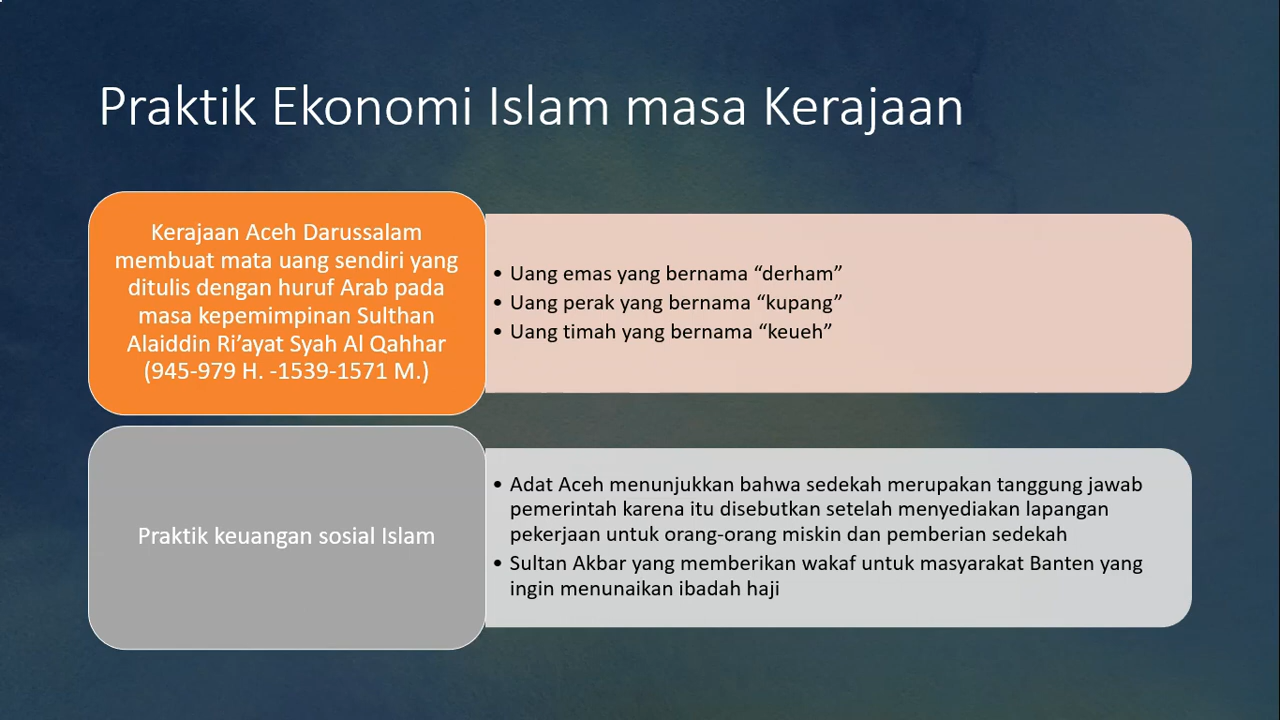 Praktik Ekonomi Islam masa Kerajaan
Kerajaan Aceh Darussalam
membuat mata uang sendiri yang
ditulis dengan huruf Arab pada
masa kepemimpinan Sulthan
Alaiddin Ri’ayat Syah Al Qahhar
(945-979 H. -1539-1571 M.)
• Uang emas yang bernama “derham”
• Uang perak yang bernama “kupang”
• Uang timah yang bernama “keueh”
Praktik keuangan sosial Islam
• Adat Aceh menunjukkan bahwa sedekah merupakan tanggung jawab
pemerintah karena itu disebutkan setelah menyediakan lapangan
pekerjaan untuk orang-orang miskin dan pemberian sedekah
• Sultan Akbar yang memberikan wakaf untuk masyarakat Banten yang
ingin menunaikan ibadah haji